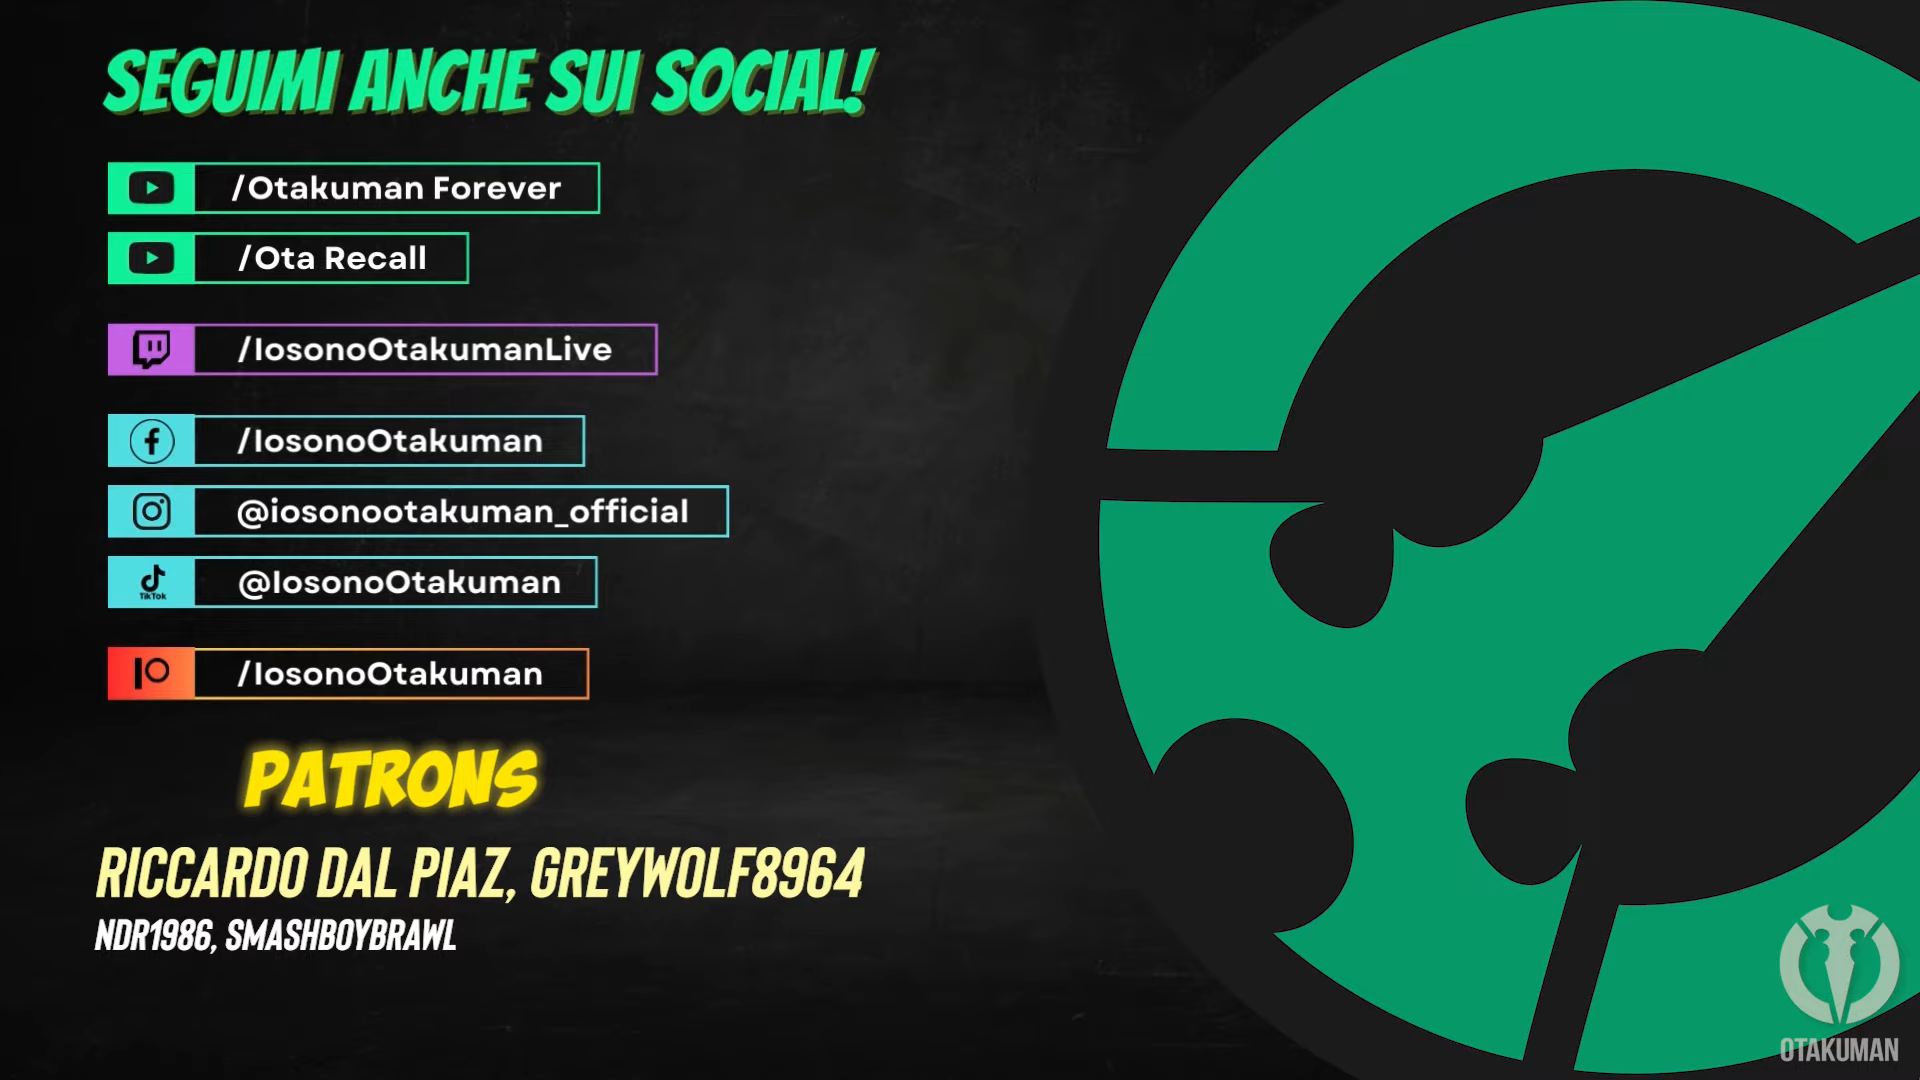 SEGUIMI ANCHE SUI SOCIAL!
/Otakuman Forever
/Ota Recall
/IosonoOtakumanLive
/IosonoOtakuman
@iosonootakuman_official
TikTok @IosonoOtakuman
/IosonoOtakuman
PATRONS
RICCARDO DAL PIAZ, GREYWOLF8964
NDR1986, SMASHBOYBRAWL
OTAKUMAN